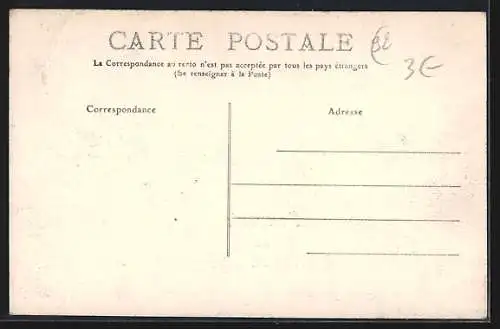 CARTE POSTALE
3€
La Correspondance au recto n'est pas acceptée par tous les pays étrangers
(Se renseigner à la Poste)
Correspondance
Adresse